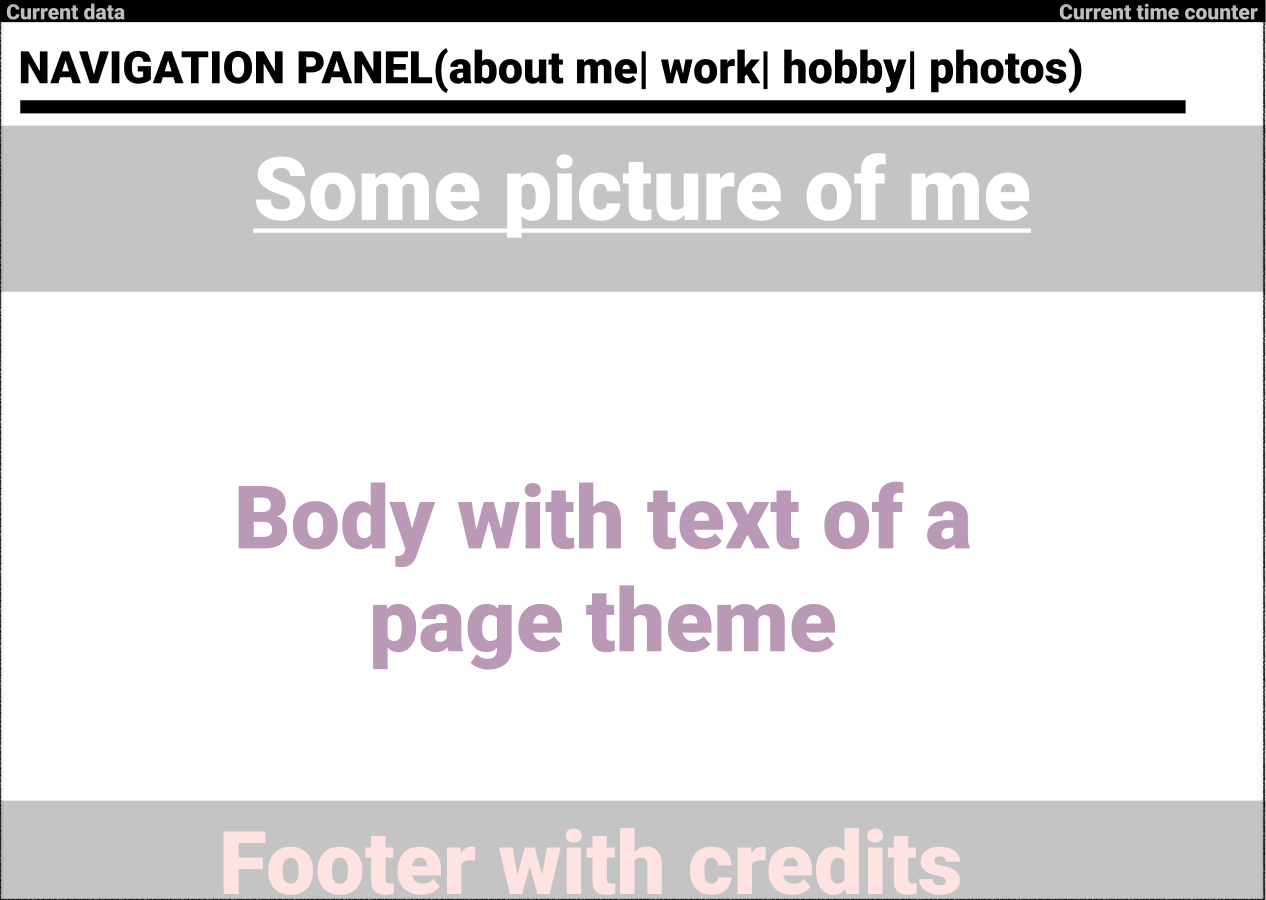 Current data
Current time counter
NAVIGATION PANEL(about me| work| hobby| photos)
Some picture of me
Body with text of a
page theme
Footer with credits